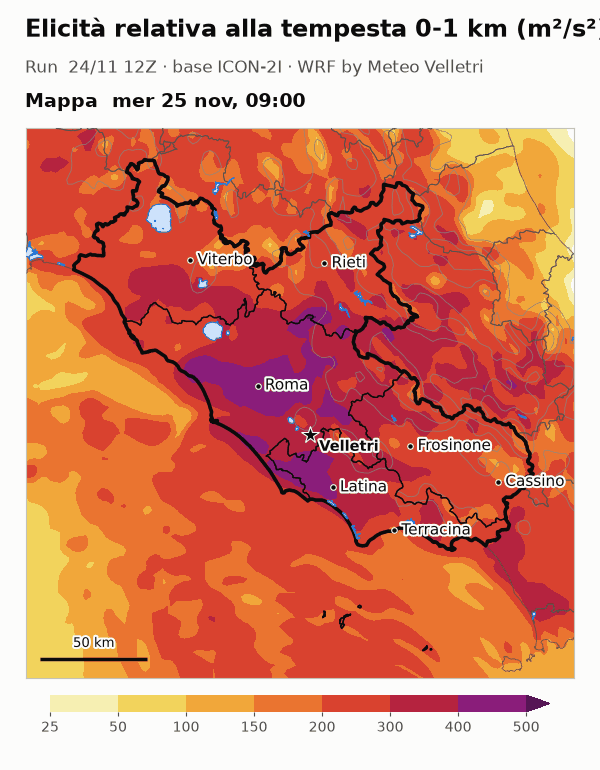 Elicità relativa alla tempesta 0-1 km (m²/s²)
Run 24/11 12Z · base ICON-2I · WRF by Meteo Velletri
Mappa mer 25 nov, 09:00
Viterbo
Rieti
Roma
Velletri
Frosinone
Cassino
Latina
Terracina
50 km
25 50 100 150 200 300 400 500